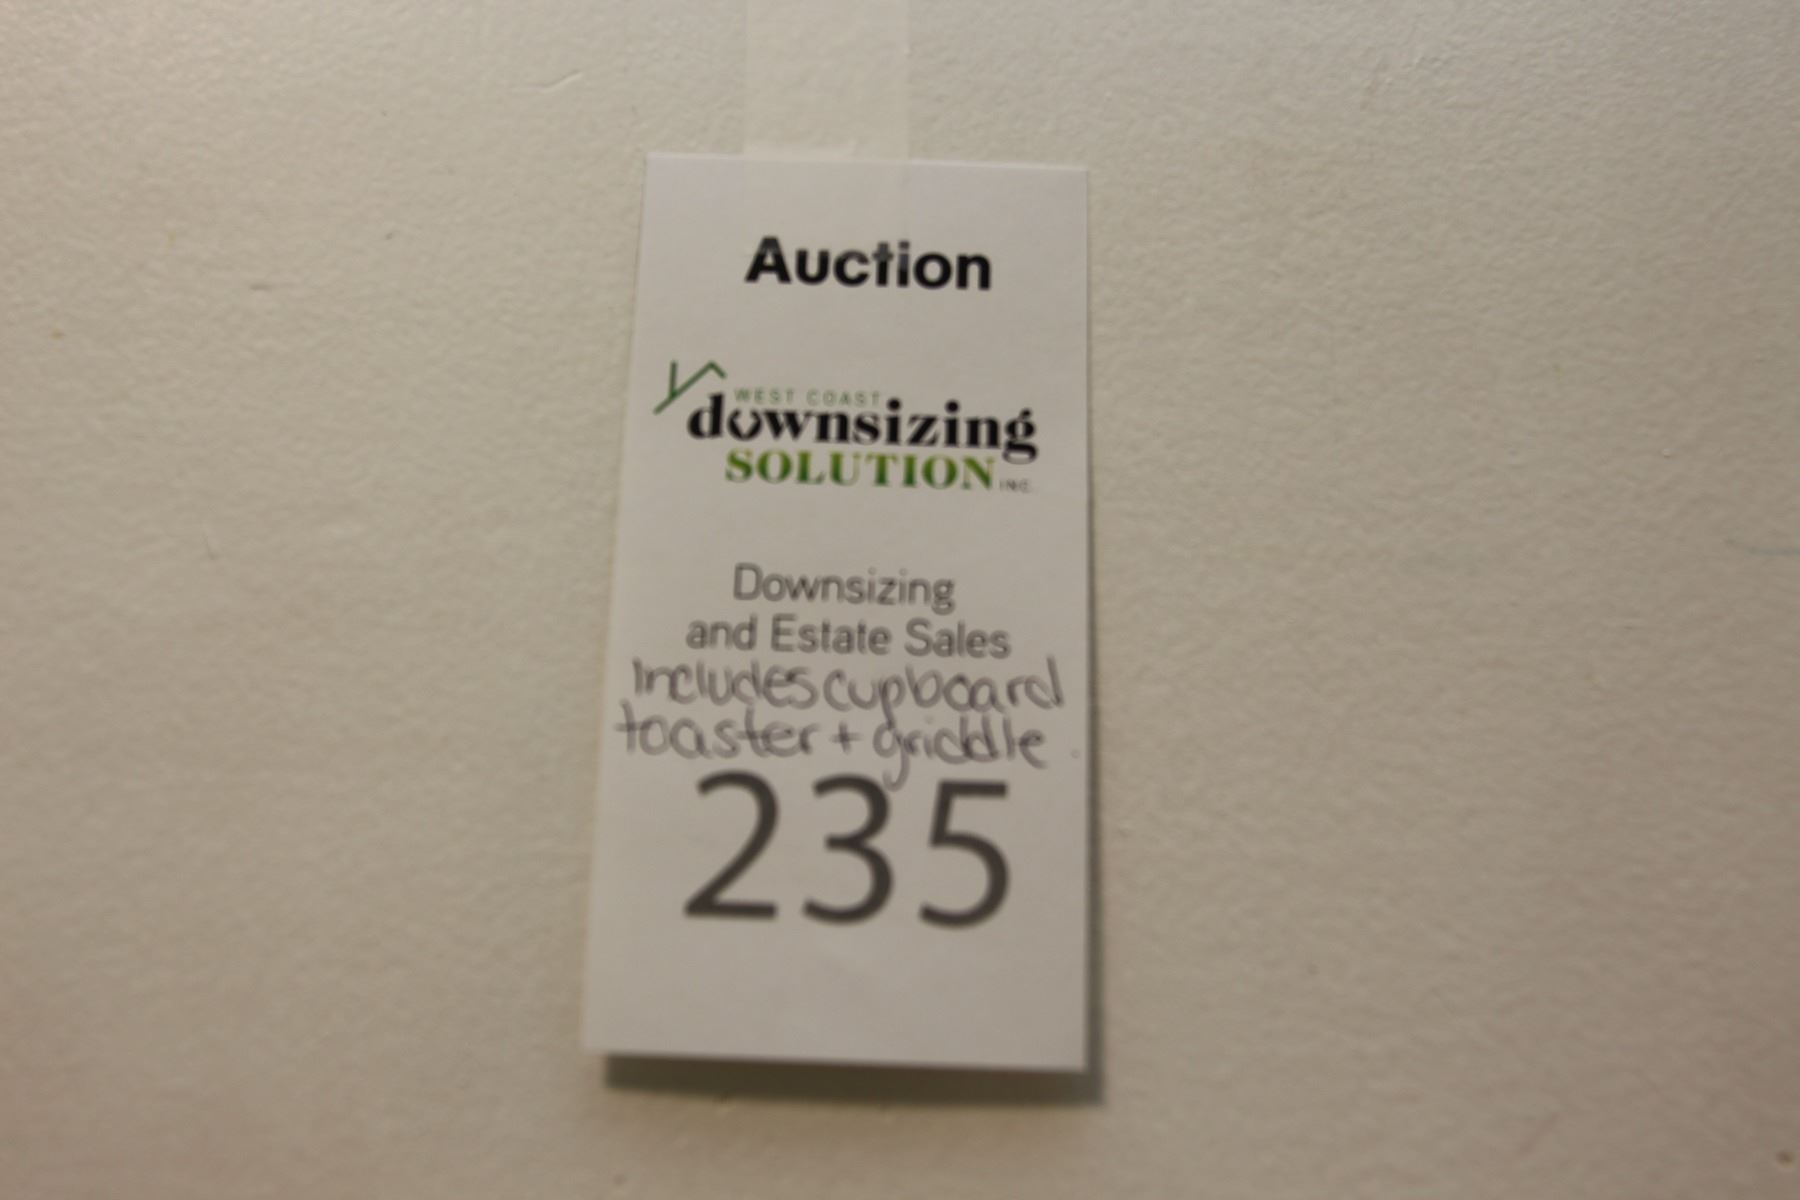 Auction
WEST COAST
downsizing
SOLUTION INC.
Downsizing
and Estate Sales
Includes cupboard
toaster + griddle
235